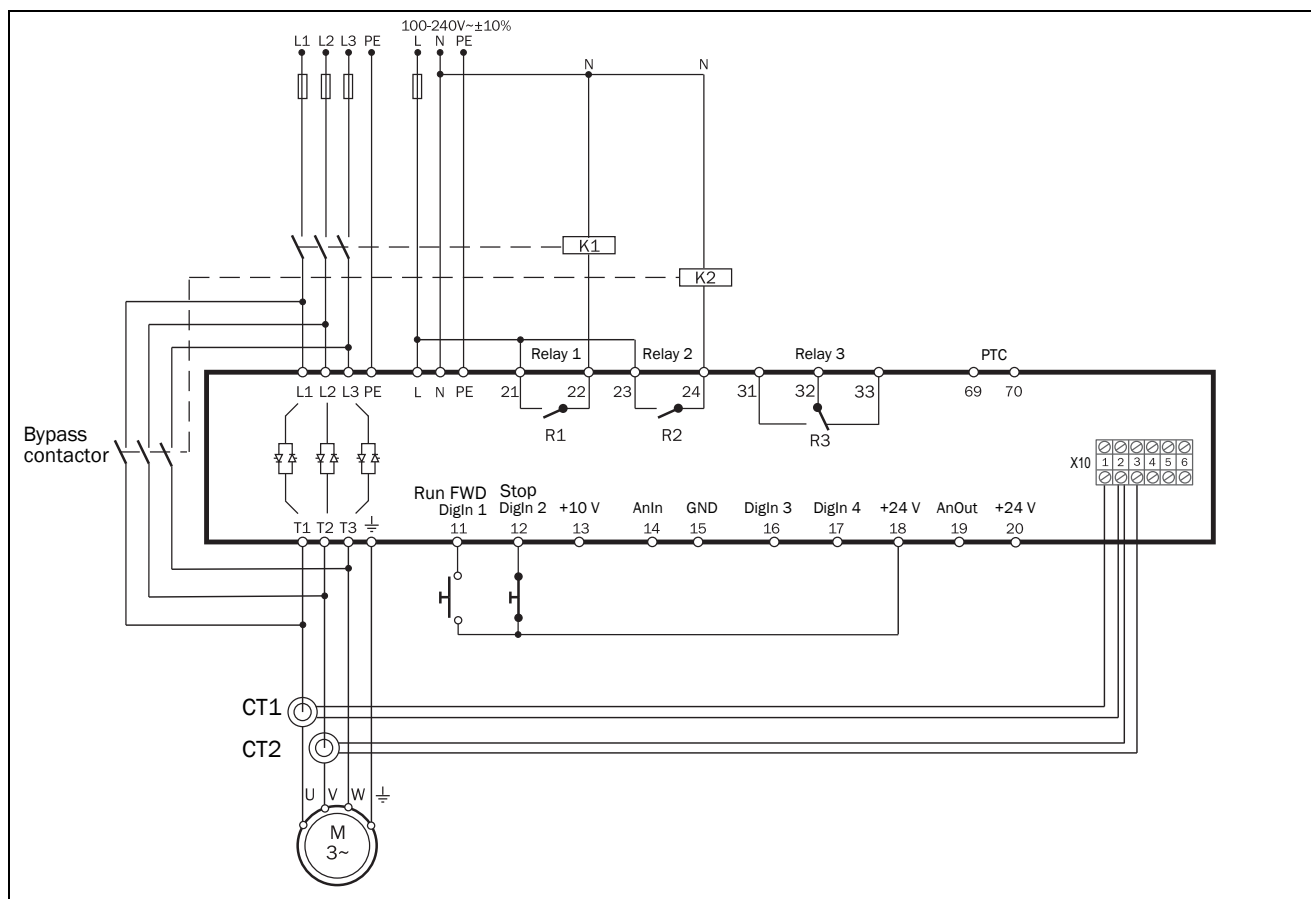 100-240V~±10%
L1 L2 L3 PE L N PE
N N
K1
K2
Relay 1 Relay 2 Relay 3 PTC
L1 L2 L3 PE L N PE 21 22 23 24 31 32 33 69 70
R1 R2 R3
Bypass
contactor
X10 1 2 3 4 5 6
Run FWD Stop
DigIn 1 DigIn 2 +10 V AnIn GND DigIn 3 DigIn 4 +24 V AnOut +24 V
T1 T2 T3 11 12 13 14 15 16 17 18 19 20
CT1
CT2
U V W
M
3~